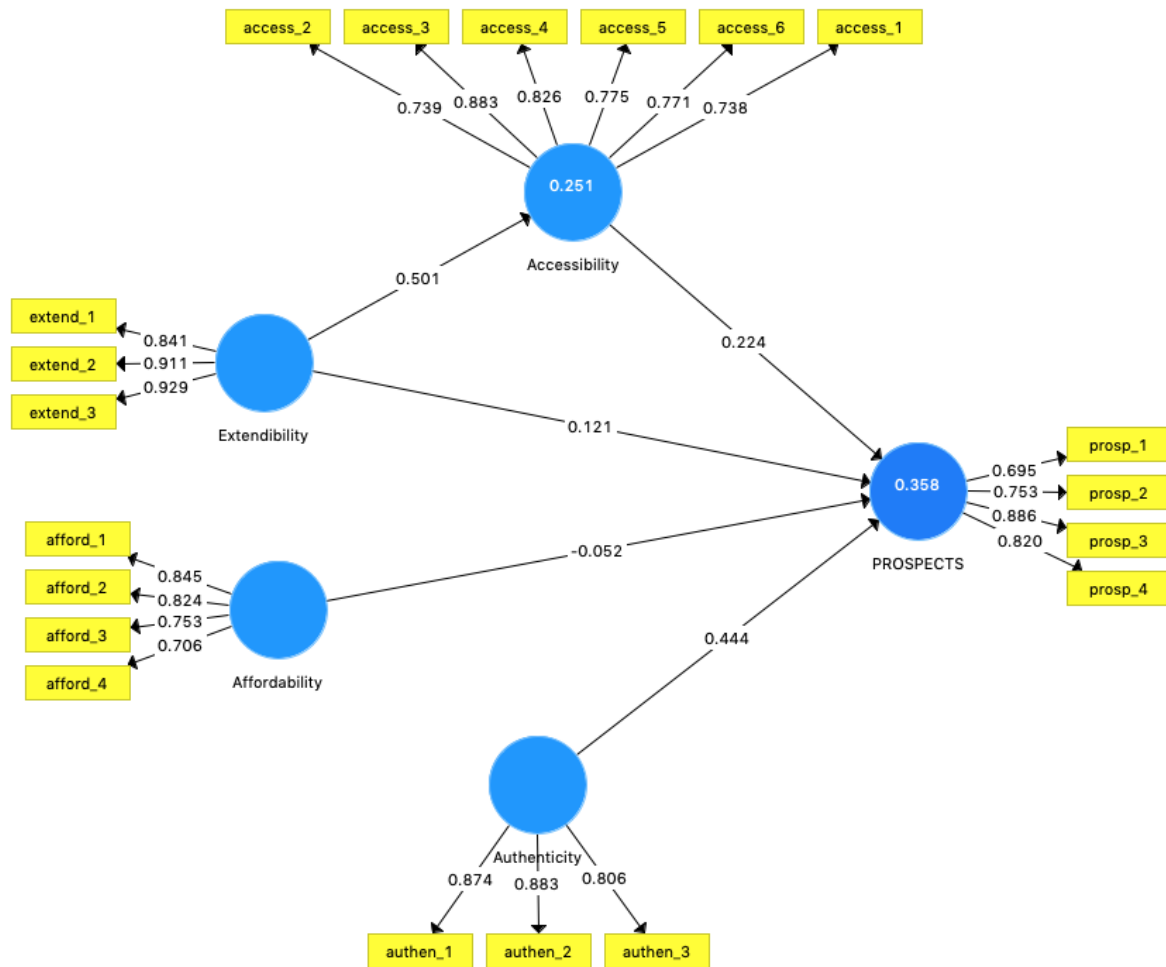 access_2
access_3
access_4
access_5
access_6
access_1
0.739
0.883
0.826
0.775
0.771
0.738
0.251
Accessibility
0.501
0.224
extend_1
extend_2
extend_3
0.841
0.911
0.929
Extendibility
0.121
prosp_1
prosp_2
prosp_3
prosp_4
0.695
0.753
0.886
0.820
0.358
PROSPECTS
afford_1
afford_2
afford_3
afford_4
0.845
0.824
0.753
0.706
Affordability
-0.052
0.444
Authenticity
0.874
0.883
0.806
authen_1
authen_2
authen_3